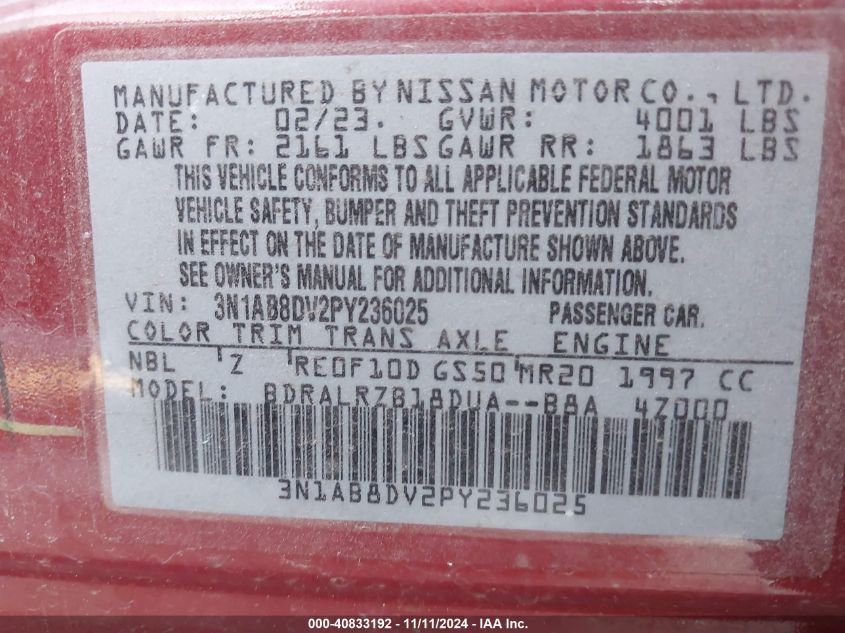 MANUFACTURED BY NISSAN MOTOR CO., LTD.
DATE: 02/23. GVWR: 4001 LBS
GAWR FR: 2161 LBS GAWR RR: 1863 LBS
THIS VEHICLE CONFORMS TO ALL APPLICABLE FEDERAL MOTOR
VEHICLE SAFETY, BUMPER AND THEFT PREVENTION STANDARDS
IN EFFECT ON THE DATE OF MANUFACTURE SHOWN ABOVE.
SEE OWNER'S MANUAL FOR ADDITIONAL INFORMATION.
VIN: 3N1AB8DV2PY236025 PASSENGER CAR.
COLOR TRIM TRANS AXLE ENGINE
NBL Z RE0F10D GS50 MR20 1997 CC
MODEL: BDRALRZB18DUA--B8A 47000
3N1AB8DV2PY236025
000-40833192 - 11/11/2024 - IAA Inc.